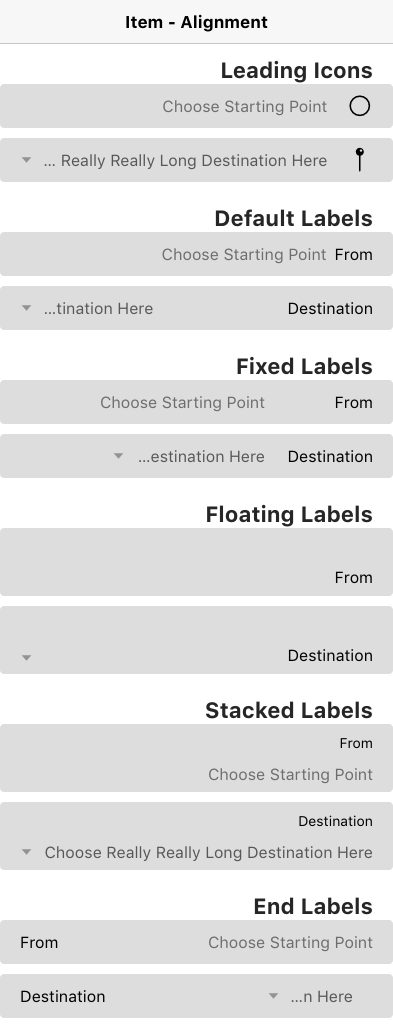 Item - Alignment
Leading Icons
Choose Starting Point
... Really Really Long Destination Here
Default Labels
From Choose Starting Point
Destination ...tination Here
Fixed Labels
From Choose Starting Point
Destination ...estination Here
Floating Labels
From
Destination
Stacked Labels
From
Choose Starting Point
Destination
Choose Really Really Long Destination Here
End Labels
Choose Starting Point From
...n Here Destination